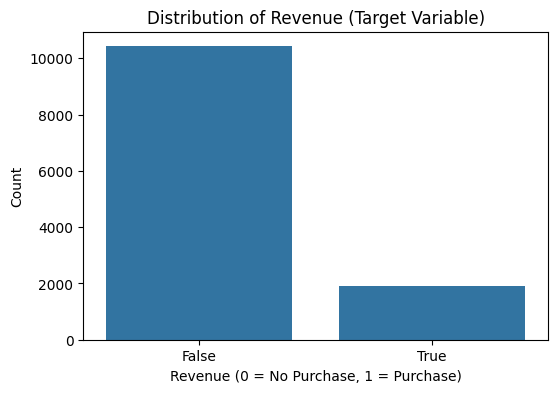 Distribution of Revenue (Target Variable)
10000
8000
6000
4000
2000
0
Count
False
True
Revenue (0 = No Purchase, 1 = Purchase)